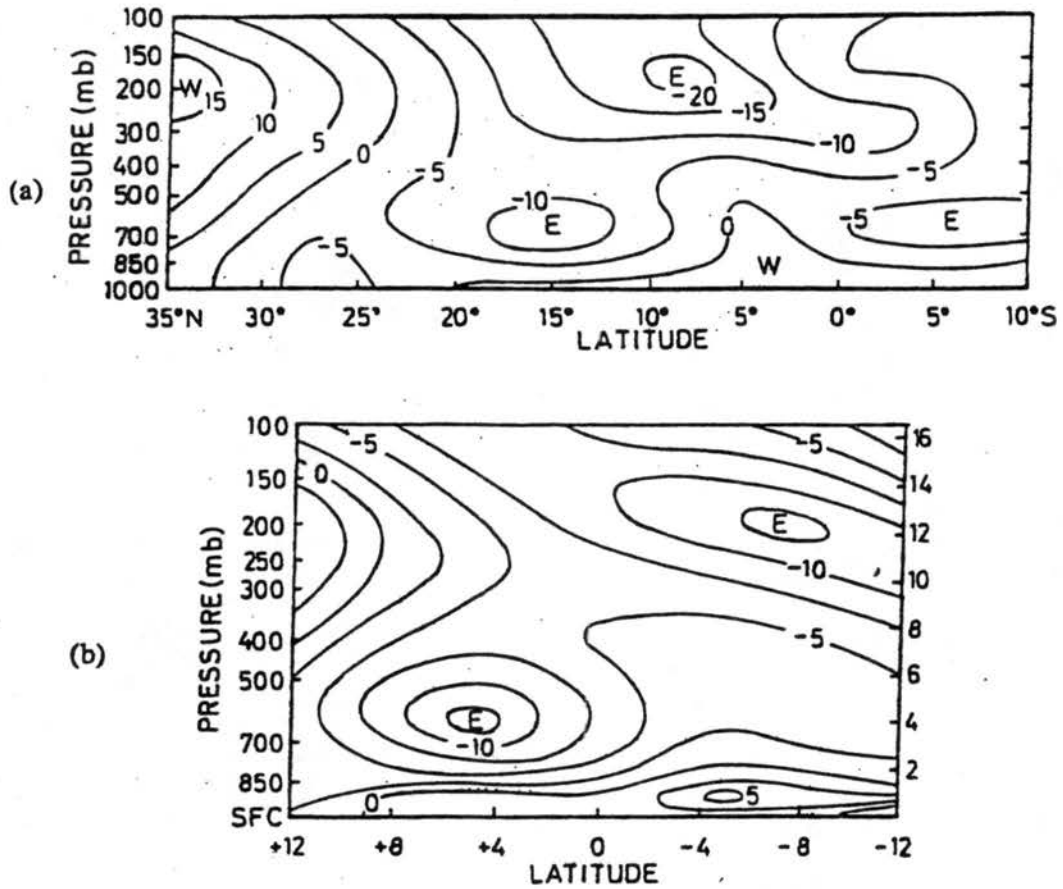 (a)
PRESSURE (mb)
100
150
200
300
400
500
700
850
1000
W
15
10
5
0
-5
-5
-10
E
E
-20
-15
-10
-5
0
W
-5
E
35°N 30° 25° 20° 15° 10° 5° 0° 5° 10°S
LATITUDE
(b)
PRESSURE (mb)
100
150
200
250
300
400
500
700
850
SFC
-5
0
E
-10
0
-5
E
-10
-5
5
16
14
12
10
8
6
4
2
+12 +8 +4 0 -4 -8 -12
LATITUDE